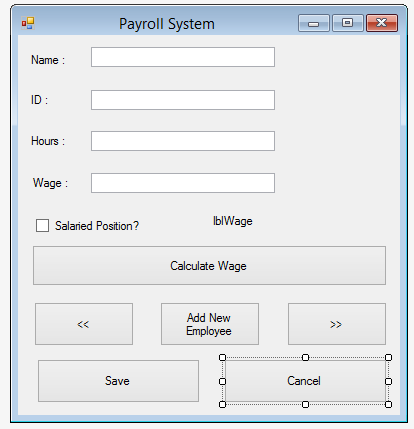 Payroll System
Name :
ID :
Hours :
Wage :
Salaried Position?
lblWage
Calculate Wage
<<
Add New
Employee
>>
Save
Cancel